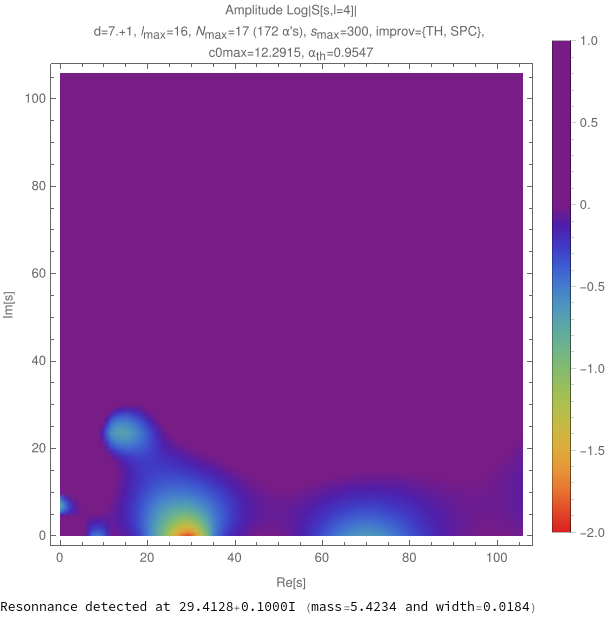 Amplitude Log|S[s,l=4]|
d=7.+1, lmax=16, Nmax=17 (172 α's), smax=300, improv={TH, SPC},
c0max=12.2915, αth=0.9547
100
80
60
40
20
0
Im[s]
0 20 40 60 80 100
Re[s]
1.0
0.5
0.
−0.5
−1.0
−1.5
−2.0
Resonnance detected at 29.4128+0.1000I (mass=5.4234 and width=0.0184)